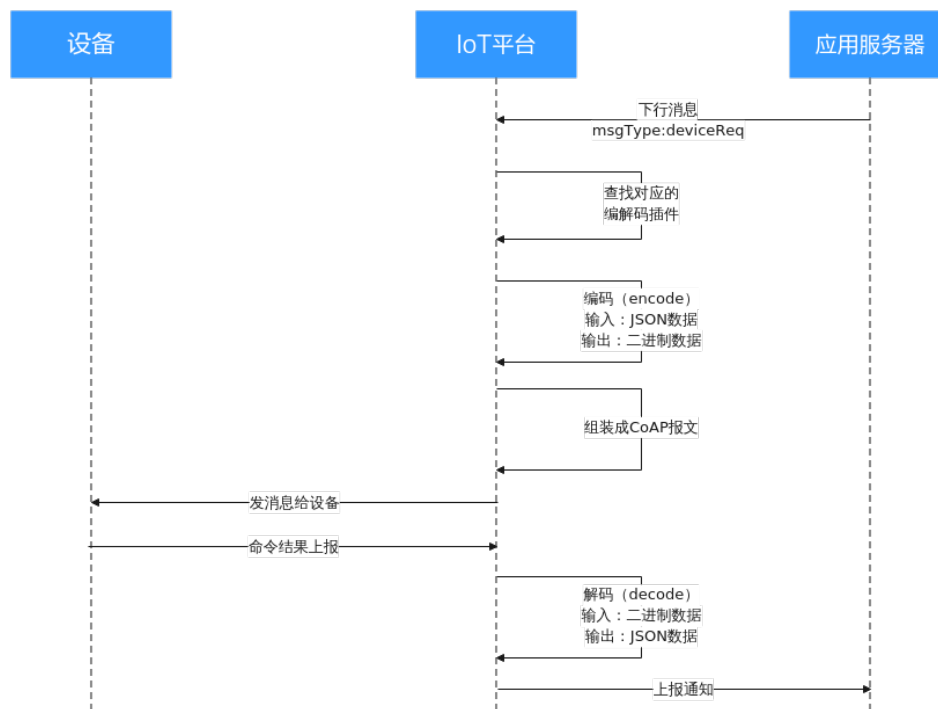 设备
IoT平台
应用服务器
下行消息
msgType:deviceReq
查找对应的
编解码插件
编码（encode）
输入：JSON数据
输出：二进制数据
组装成CoAP报文
发消息给设备
命令结果上报
解码（decode）
输入：二进制数据
输出：JSON数据
上报通知